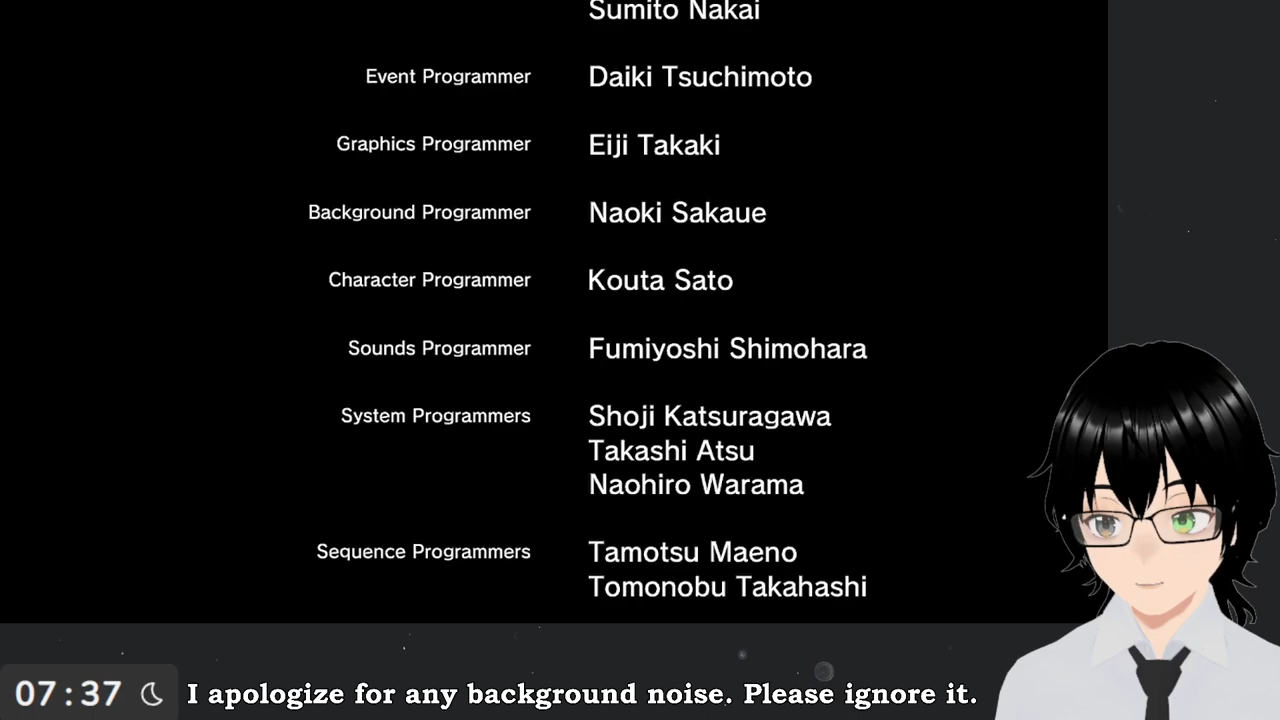 Sumito Nakai
Event Programmer Daiki Tsuchimoto
Graphics Programmer Eiji Takaki
Background Programmer Naoki Sakaue
Character Programmer Kouta Sato
Sounds Programmer Fumiyoshi Shimohara
System Programmers Shoji Katsuragawa
Takashi Atsu
Naohiro Warama
Sequence Programmers Tamotsu Maeno
Tomonobu Takahashi
07:37 I apologize for any background noise. Please ignore it.